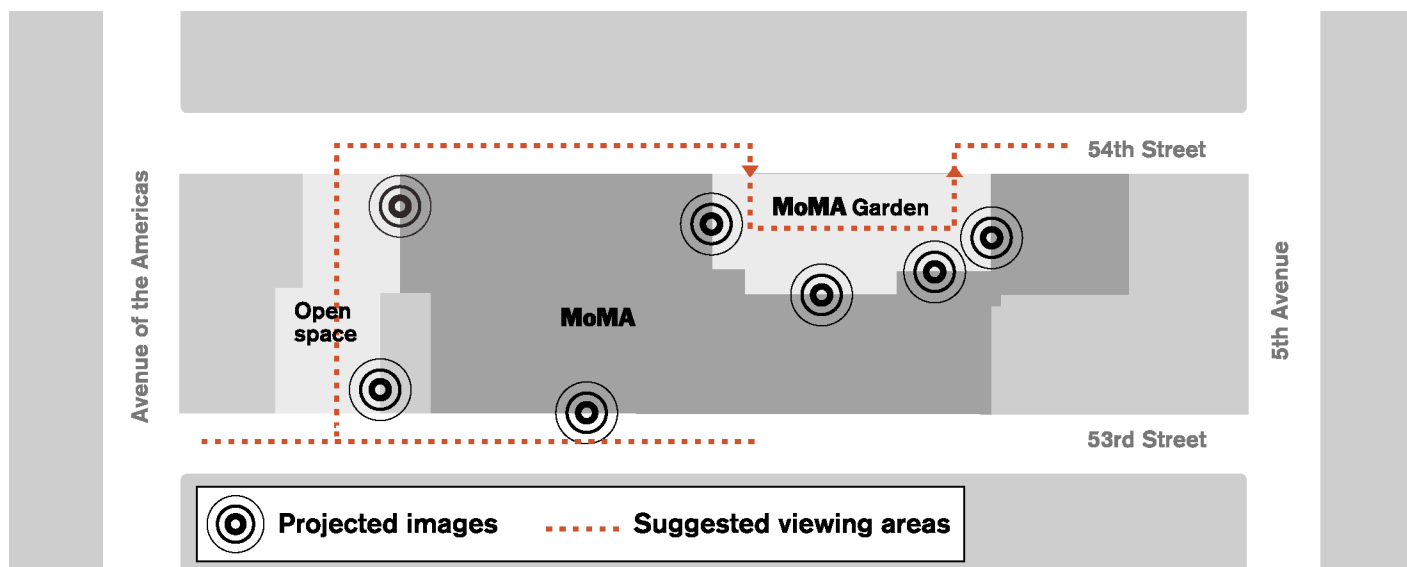 54th Street
Avenue of the Americas
MoMA Garden
Open
space
MoMA
5th Avenue
53rd Street
Projected images
Suggested viewing areas